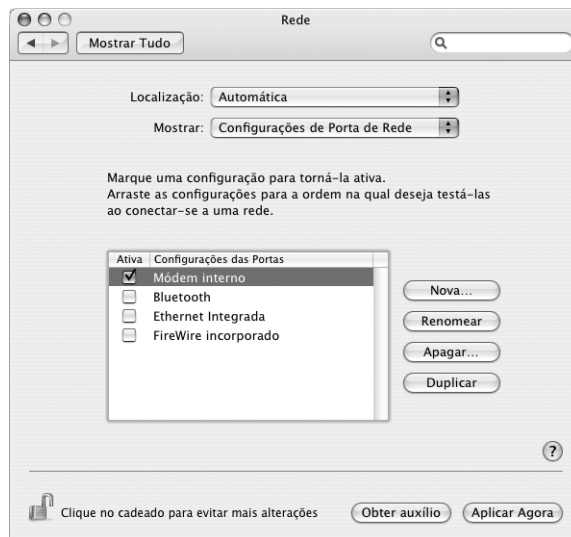 Rede
Mostrar Tudo
Localização: Automática
Mostrar: Configurações de Porta de Rede
Marque uma configuração para torná-la ativa.
Arraste as configurações para a ordem na qual deseja testá-las
ao conectar-se a uma rede.
Ativa Configurações das Portas
Módem interno
Bluetooth
Ethernet Integrada
FireWire incorporado
Nova...
Renomear
Apagar...
Duplicar
?
Clique no cadeado para evitar mais alterações
Obter auxílio
Aplicar Agora